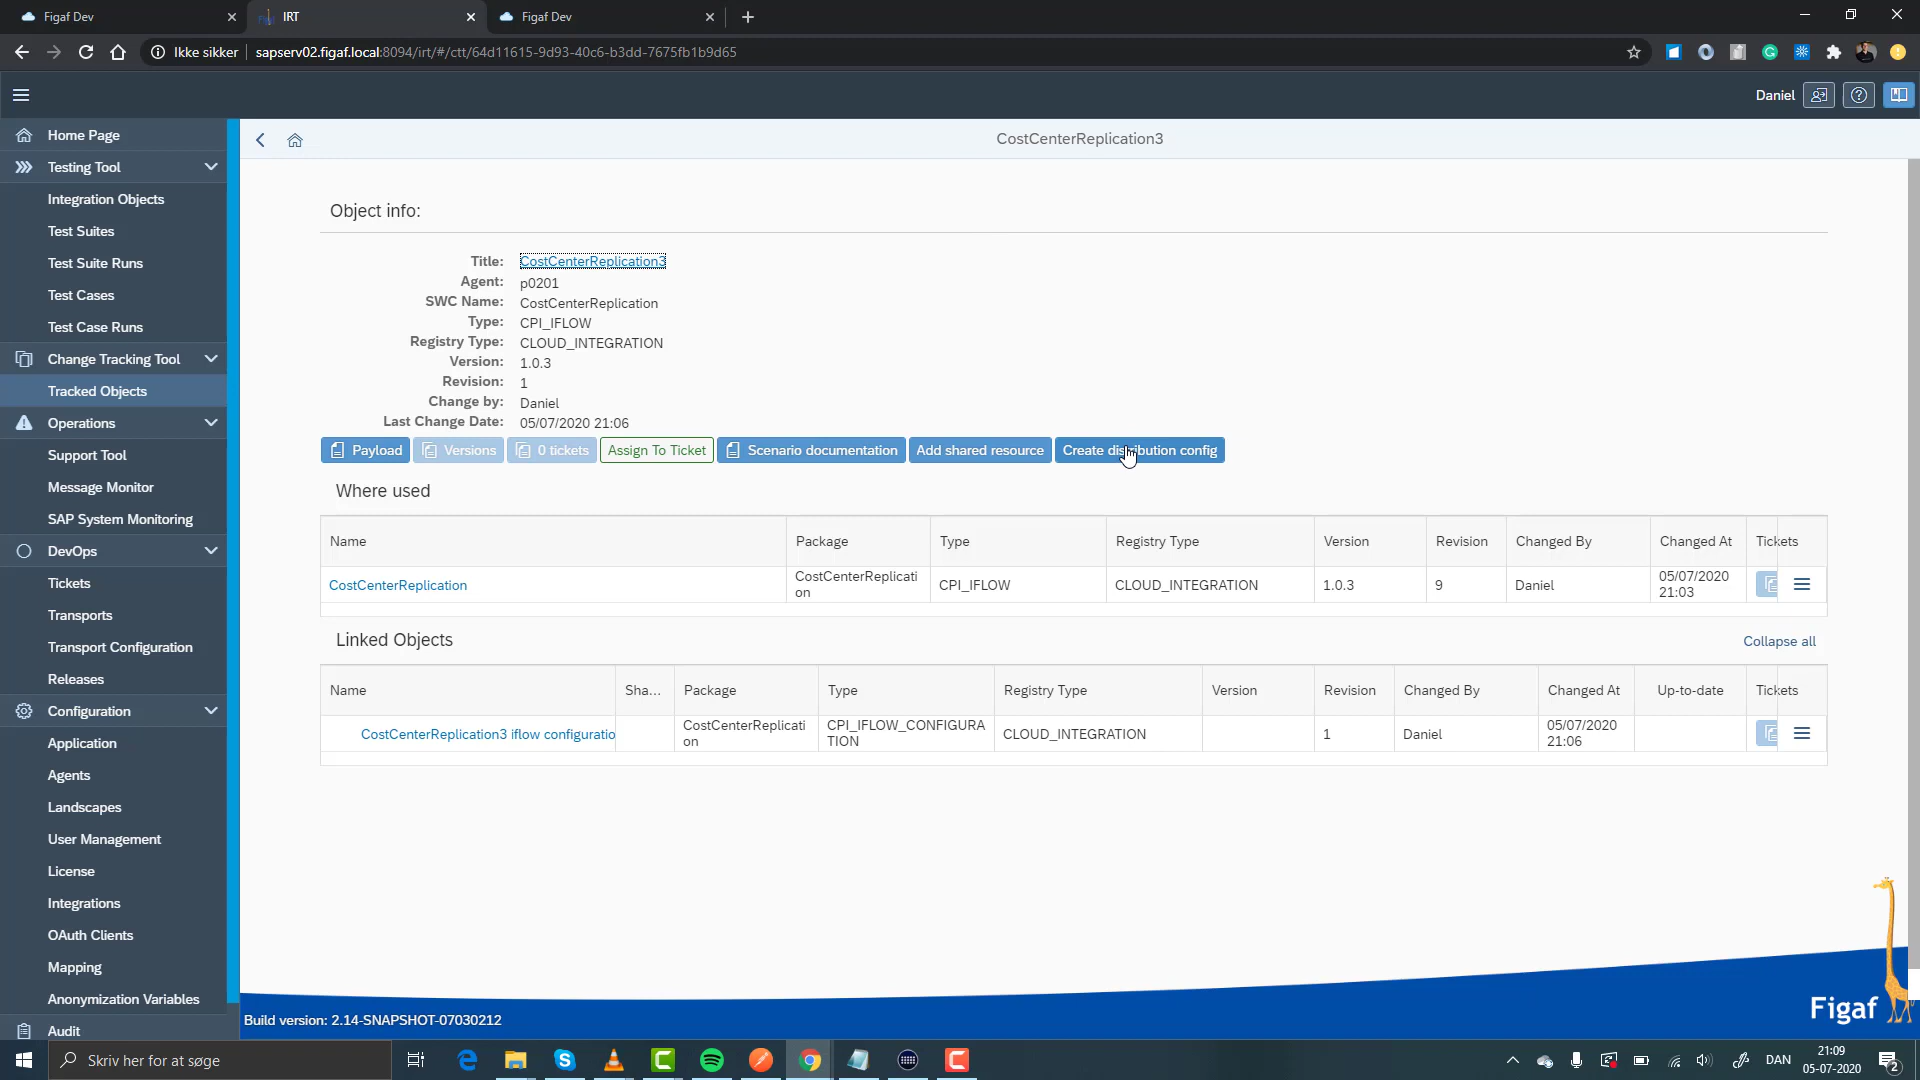 Figaf Dev
IRT
Figaf Dev
Ikke sikker
sapserv02.figaf.local:8094/irt/#/ctt/64d11615-9d93-40c6-b3dd-7675fb1b9d65
Daniel
Home Page
Testing Tool
Integration Objects
Test Suites
Test Suite Runs
Test Cases
Test Case Runs
Change Tracking Tool
Tracked Objects
Operations
Support Tool
Message Monitor
SAP System Monitoring
DevOps
Tickets
Transports
Transport Configuration
Releases
Configuration
Application
Agents
Landscapes
User Management
License
Integrations
OAuth Clients
Mapping
Anonymization Variables
Audit
CostCenterReplication3
Object info:
Title: CostCenterReplication3
Agent: p0201
SWC Name: CostCenterReplication
Type: CPI_IFLOW
Registry Type: CLOUD_INTEGRATION
Version: 1.0.3
Revision: 1
Change by: Daniel
Last Change Date: 05/07/2020 21:06
Payload Versions 0 tickets Assign To Ticket Scenario documentation Add shared resource Create distribution config
Where used
Name Package Type Registry Type Version Revision Changed By Changed At Tickets
CostCenterReplication CostCenterReplicati CPI_IFLOW CLOUD_INTEGRATION 1.0.3 9 Daniel 05/07/2020
on 21:03
Linked Objects Collapse all
Name Sha... Package Type Registry Type Version Revision Changed By Changed At Up-to-date Tickets
CostCenterReplication3 iflow configuratio CostCenterReplicati CPI_IFLOW_CONFIGURA CLOUD_INTEGRATION 1 Daniel 05/07/2020
on TION 21:06
Figaf
Build version: 2.14-SNAPSHOT-07030212
Skriv her for at søge
DAN
21:09
05-07-2020
2